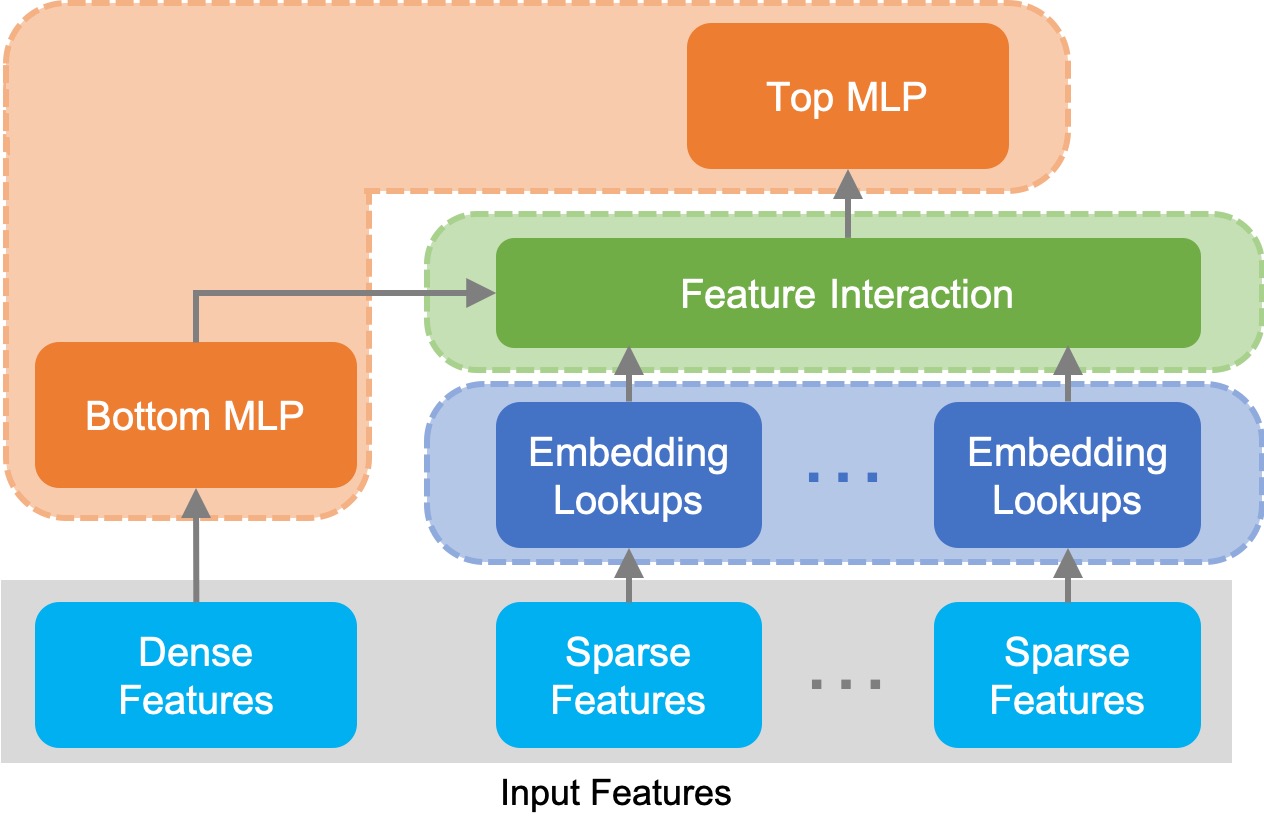 Top MLP
Feature Interaction
Bottom MLP
Embedding
Lookups
...
Embedding
Lookups
Dense
Features
Sparse
Features
...
Sparse
Features
Input Features